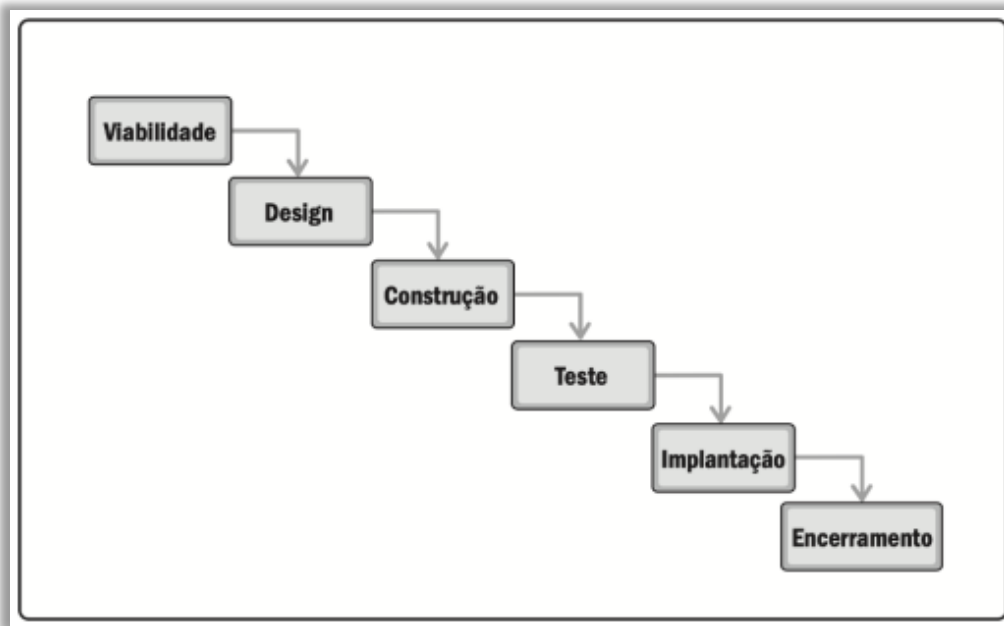 Viabilidade
Design
Construção
Teste
Implantação
Encerramento